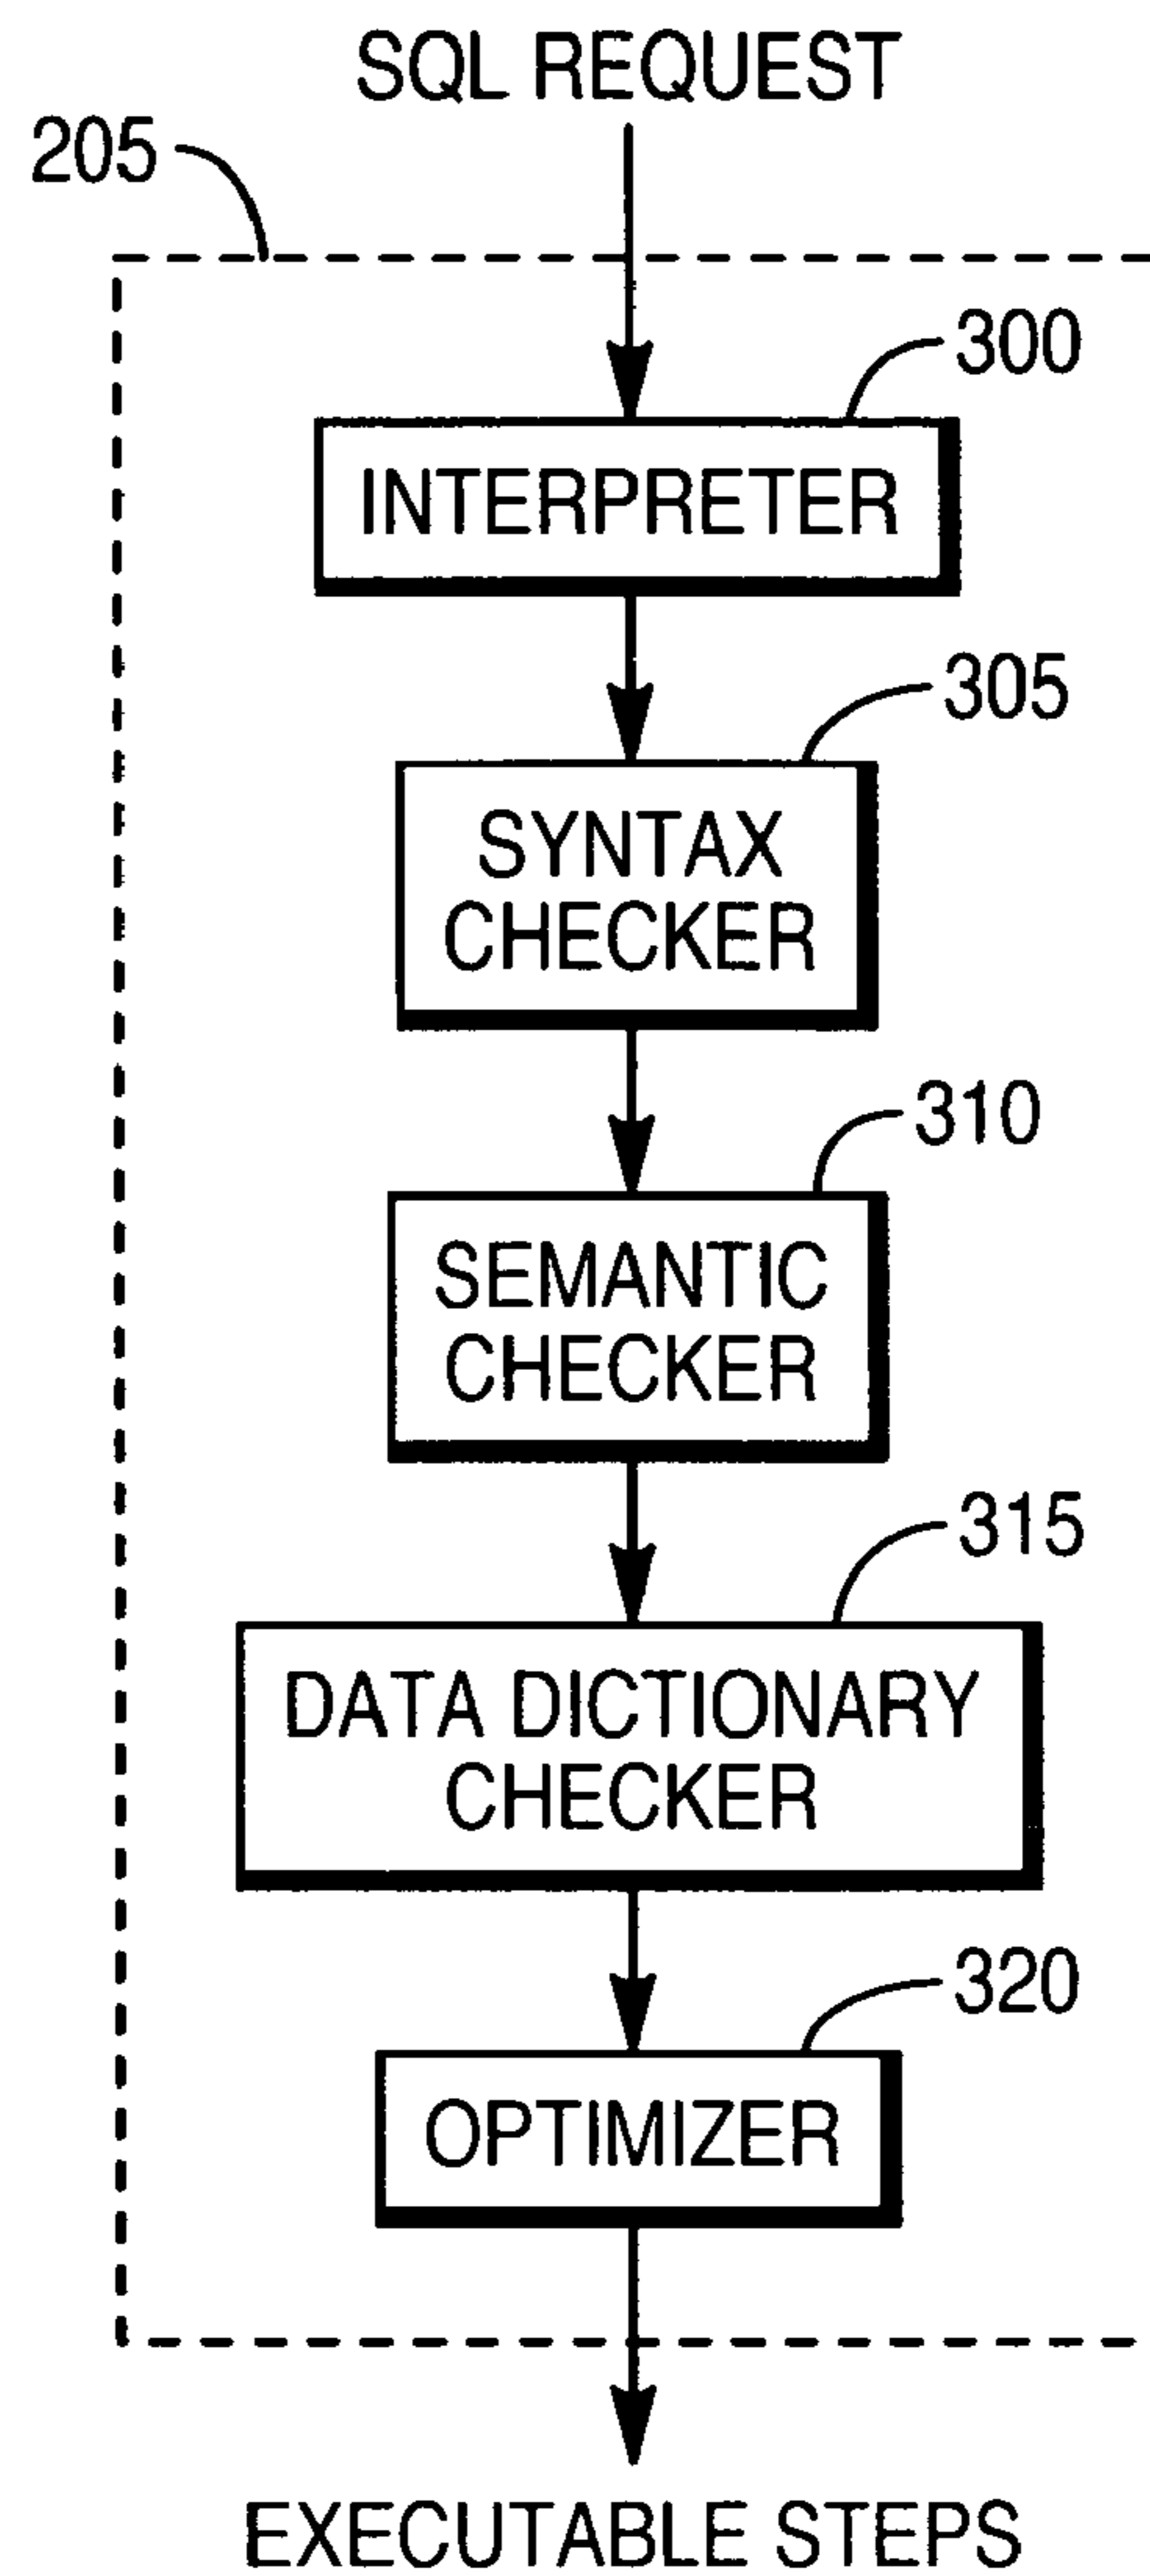 SQL REQUEST
205
300
INTERPRETER
305
SYNTAX
CHECKER
310
SEMANTIC
CHECKER
315
DATA DICTIONARY
CHECKER
320
OPTIMIZER
EXECUTABLE STEPS